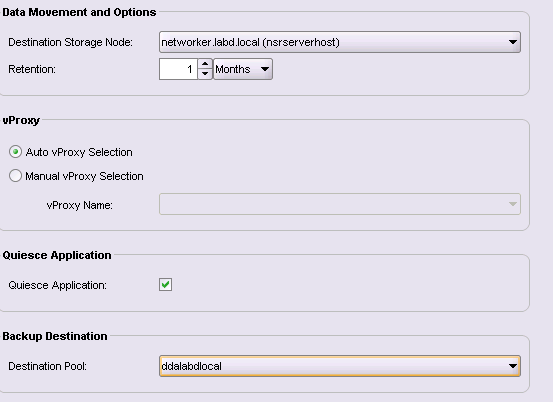 Data Movement and Options
Destination Storage Node: networker.labd.local (nsrserverhost)
Retention: 1 Months
vProxy
Auto vProxy Selection
Manual vProxy Selection
vProxy Name:
Quiesce Application
Quiesce Application:
Backup Destination
Destination Pool: ddalabdlocal